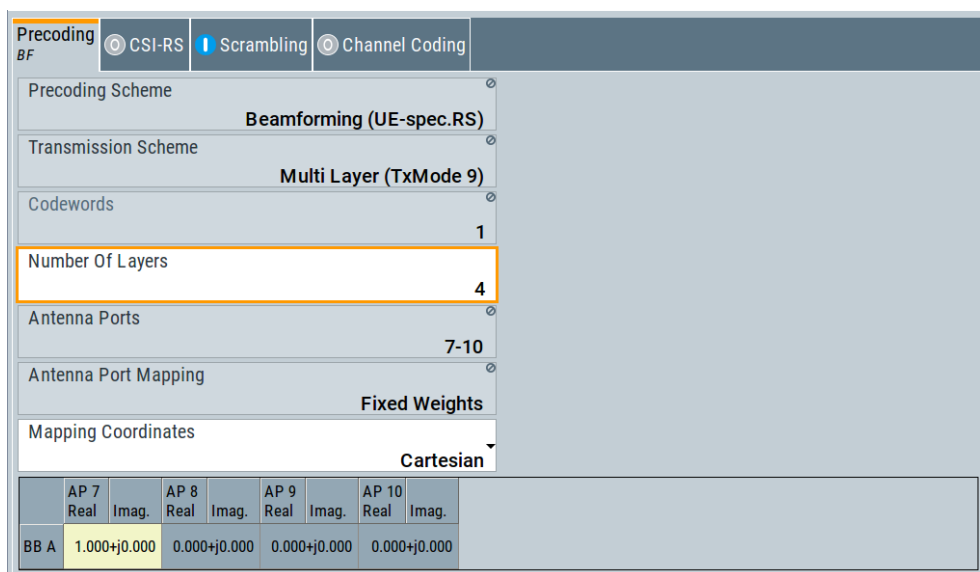 Precoding
BF
O CSI-RS
I Scrambling
O Channel Coding
Precoding Scheme
Beamforming (UE-spec.RS)
Transmission Scheme
Multi Layer (TxMode 9)
Codewords
1
Number Of Layers
4
Antenna Ports
7-10
Antenna Port Mapping
Fixed Weights
Mapping Coordinates
Cartesian
AP 7 AP 8 AP 9 AP 10
Real Imag. Real Imag. Real Imag. Real Imag.
BB A 1.000+j0.000 0.000+j0.000 0.000+j0.000 0.000+j0.000